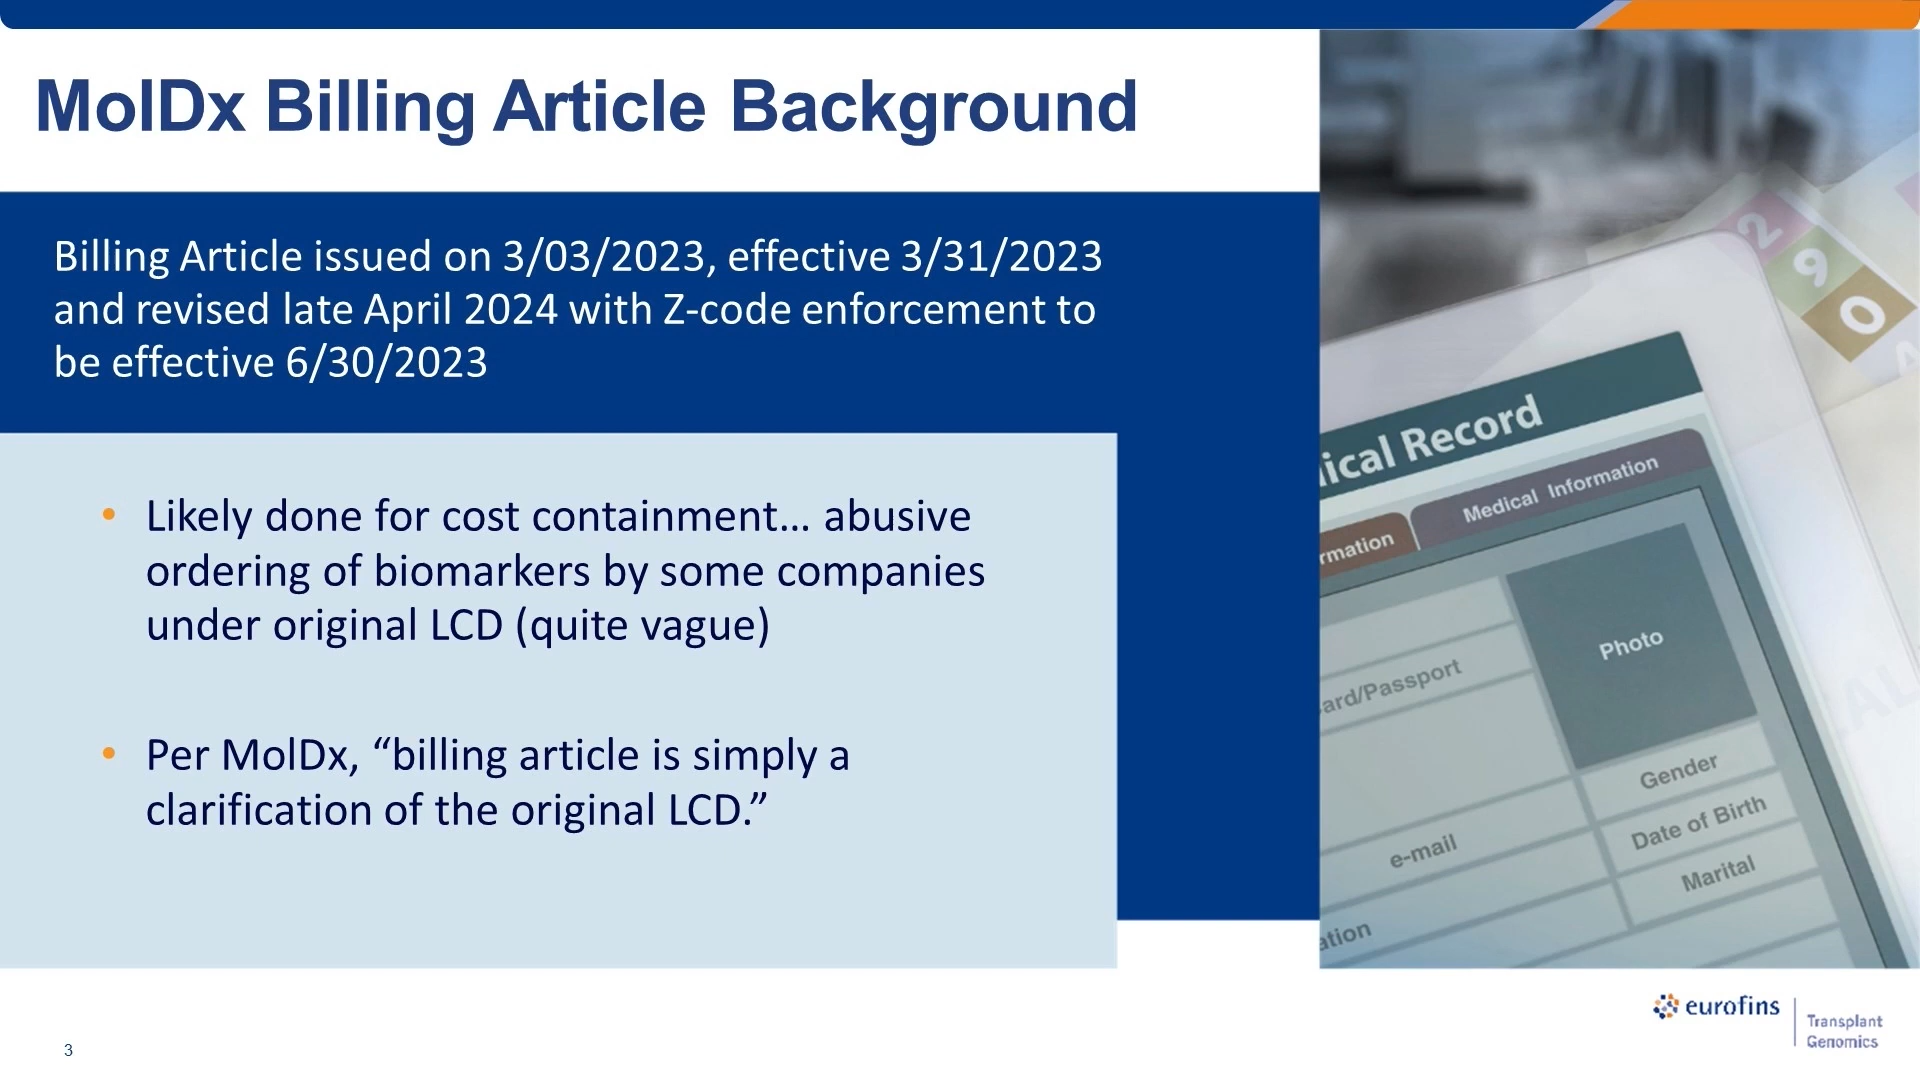 MolDx Billing Article Background
Billing Article issued on 3/03/2023, effective 3/31/2023
and revised late April 2024 with Z-code enforcement to
be effective 6/30/2023
• Likely done for cost containment… abusive
ordering of biomarkers by some companies
under original LCD (quite vague)
• Per MolDx, “billing article is simply a
clarification of the original LCD.”
2
9
0
ical Record
rmation
Medical Information
Photo
ard/Passport
Gender
Date of Birth
e-mail
Marital
ation
eurofins
Transplant
Genomics
3